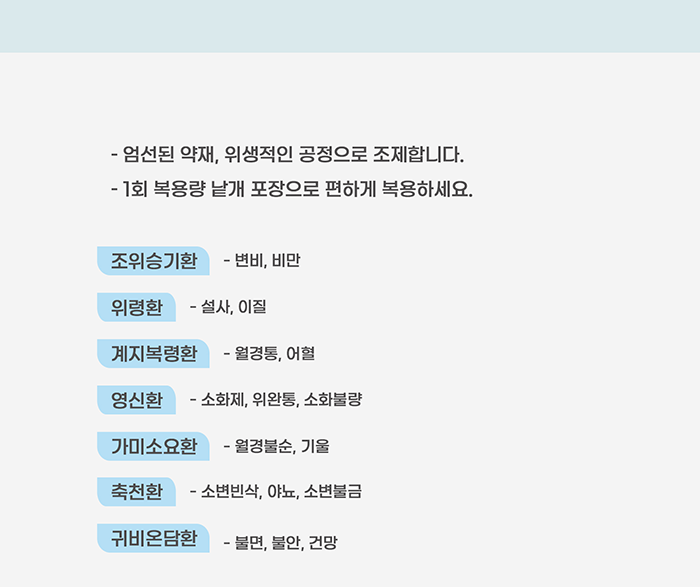 - 엄선된 약재, 위생적인 공정으로 조제합니다.
- 1회 복용량 낱개 포장으로 편하게 복용하세요.
조위승기환 - 변비, 비만
위령환 - 설사, 이질
계지복령환 - 월경통, 어혈
영신환 - 소화제, 위완통, 소화불량
가미소요환 - 월경불순, 기울
축천환 - 소변빈삭, 야뇨, 소변불금
귀비온담환 - 불면, 불안, 건망